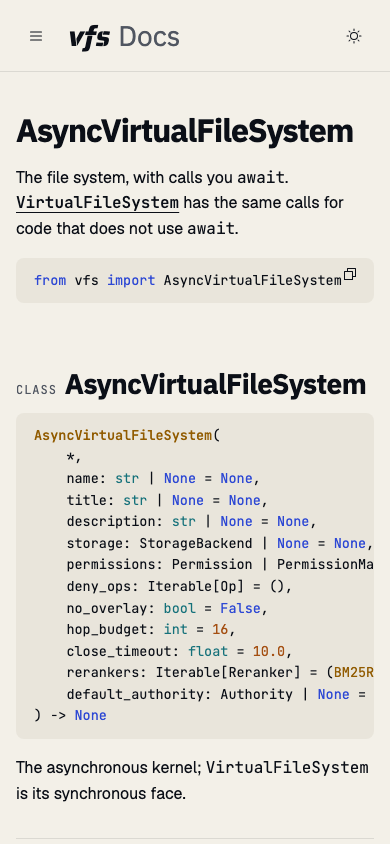 vfs Docs
AsyncVirtualFileSystem
The file system, with calls you await.
VirtualFileSystem has the same calls for
code that does not use await.
from vfs import AsyncVirtualFileSystem
CLASS AsyncVirtualFileSystem
AsyncVirtualFileSystem(
    *,
    name: str | None = None,
    title: str | None = None,
    description: str | None = None,
    storage: StorageBackend | None = None,
    permissions: Permission | PermissionMa
    deny_ops: Iterable[Op] = (),
    no_overlay: bool = False,
    hop_budget: int = 16,
    close_timeout: float = 10.0,
    rerankers: Iterable[Reranker] = (BM25R
    default_authority: Authority | None =
) -> None
The asynchronous kernel; VirtualFileSystem
is its synchronous face.